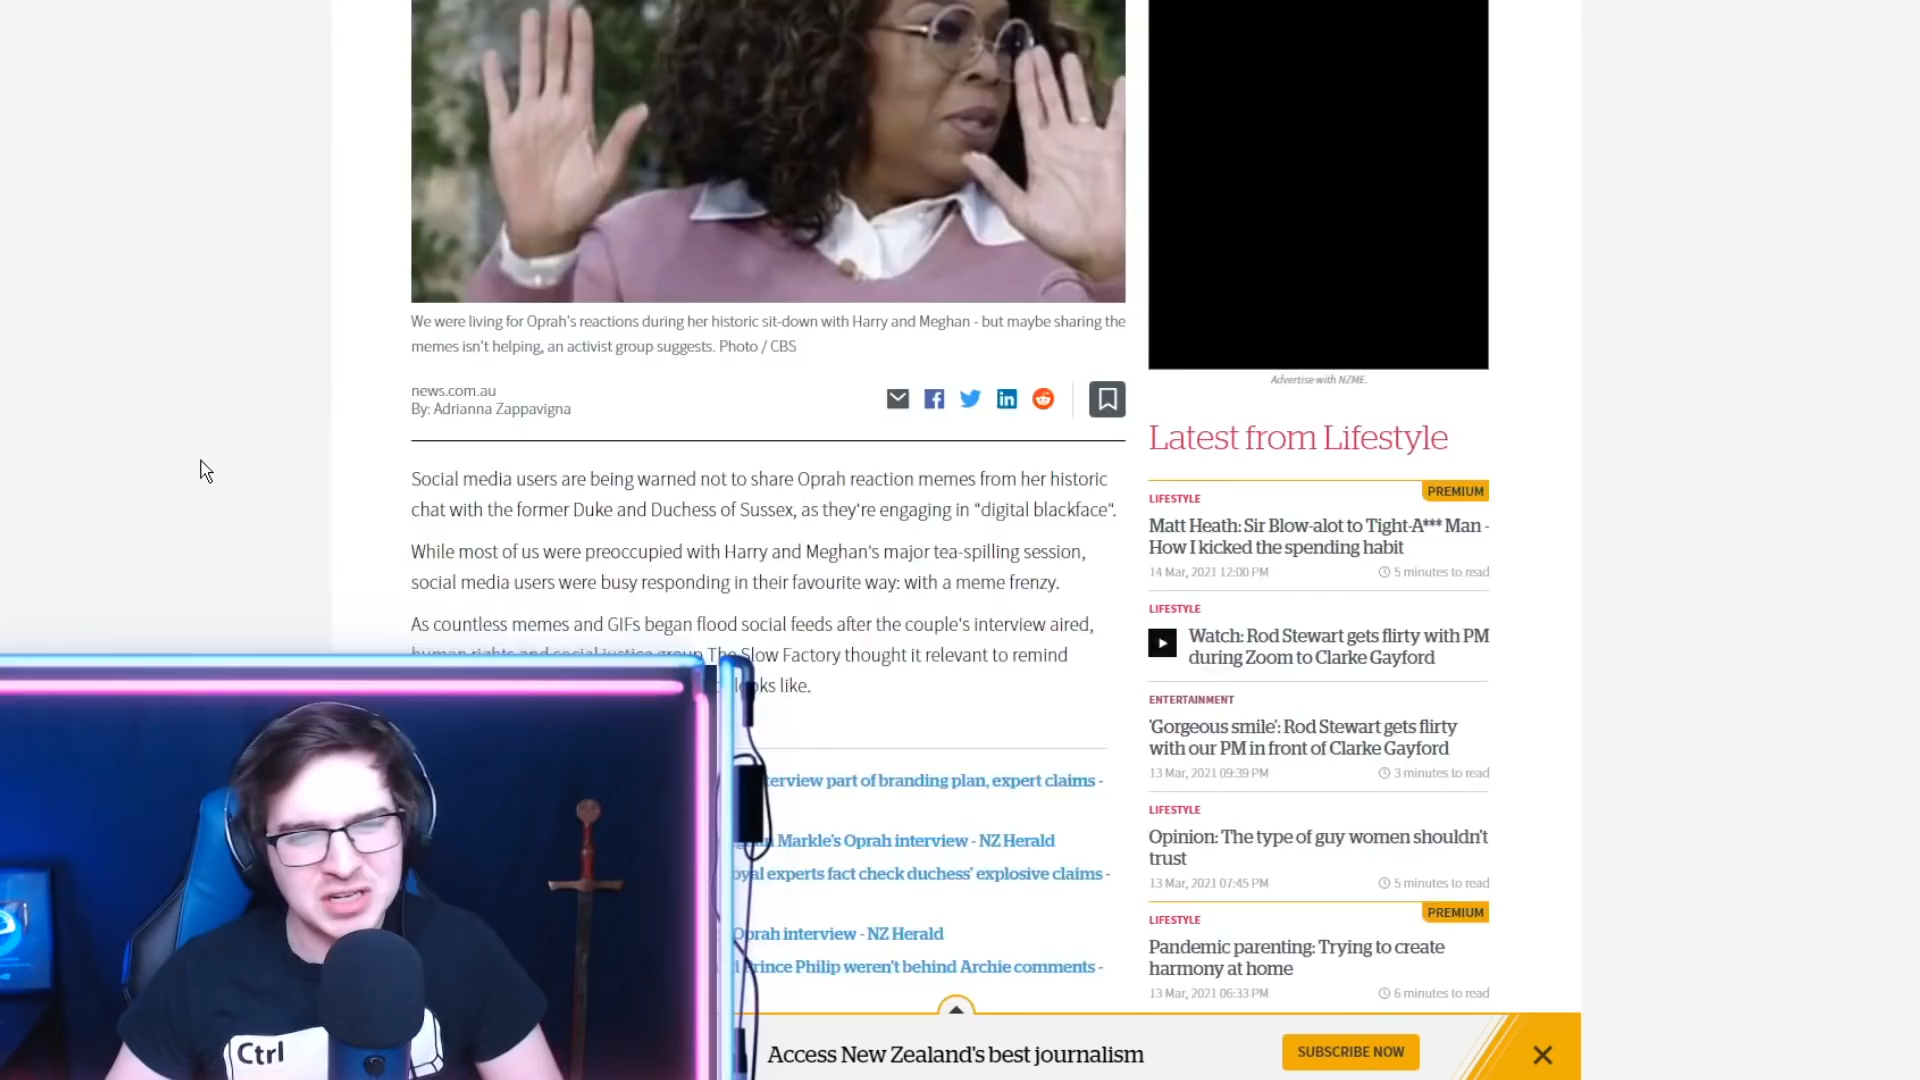 We were living for Oprah's reactions during her historic sit-down with Harry and Meghan - but maybe sharing the
memes isn't helping, an activist group suggests. Photo / CBS
news.com.au
By: Adrianna Zappavigna
Social media users are being warned not to share Oprah reaction memes from her historic
chat with the former Duke and Duchess of Sussex, as they're engaging in "digital blackface".
While most of us were preoccupied with Harry and Meghan's major tea-spilling session,
social media users were busy responding in their favourite way: with a meme frenzy.
As countless memes and GIFs began flood social feeds after the couple's interview aired,
human rights and social justice group The Slow Factory thought it relevant to remind
looks like.
interview part of branding plan, expert claims -
Markle's Oprah interview - NZ Herald
royal experts fact check duchess' explosive claims -
Oprah interview - NZ Herald
Prince Philip weren't behind Archie comments -
Advertise with NZME.
Latest from Lifestyle
PREMIUM
LIFESTYLE
Matt Heath: Sir Blow-alot to Tight-A*** Man -
How I kicked the spending habit
14 Mar, 2021 12:00 PM 5 minutes to read
LIFESTYLE
Watch: Rod Stewart gets flirty with PM
during Zoom to Clarke Gayford
ENTERTAINMENT
'Gorgeous smile': Rod Stewart gets flirty
with our PM in front of Clarke Gayford
13 Mar, 2021 09:39 PM 3 minutes to read
LIFESTYLE
Opinion: The type of guy women shouldn't
trust
13 Mar, 2021 07:45 PM 5 minutes to read
PREMIUM
LIFESTYLE
Pandemic parenting: Trying to create
harmony at home
13 Mar, 2021 06:33 PM 6 minutes to read
Ctrl
Access New Zealand's best journalism
SUBSCRIBE NOW